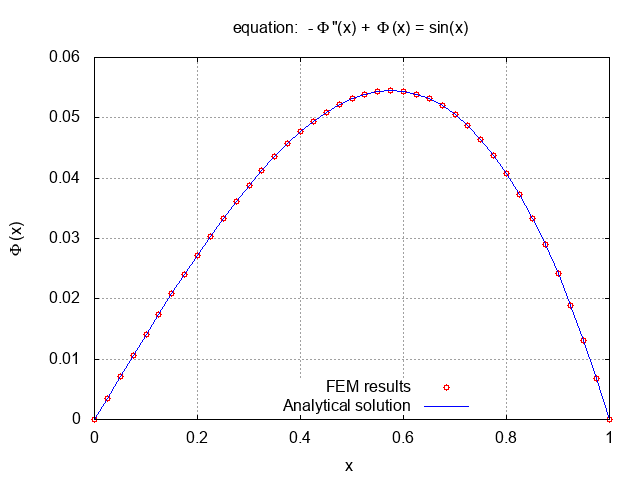 equation:  -Φ"(x) + Φ(x) = sin(x)
0.06
0.05
0.04
0.03
0.02
0.01
0
Φ(x)
FEM results
Analytical solution
0 0.2 0.4 0.6 0.8 1
x